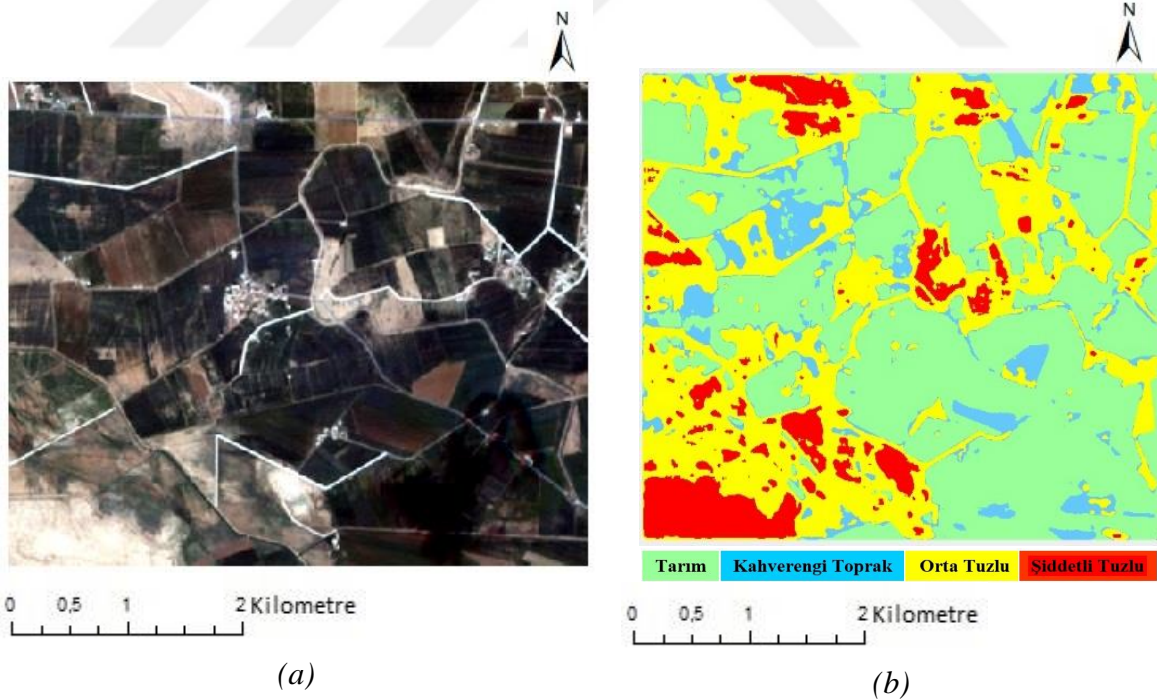 N
N
Tarım Kahverengi Toprak Orta Tuzlu Şiddetli Tuzlu
0 0,5 1 2 Kilometre
0 0,5 1 2 Kilometre
(a)
(b)